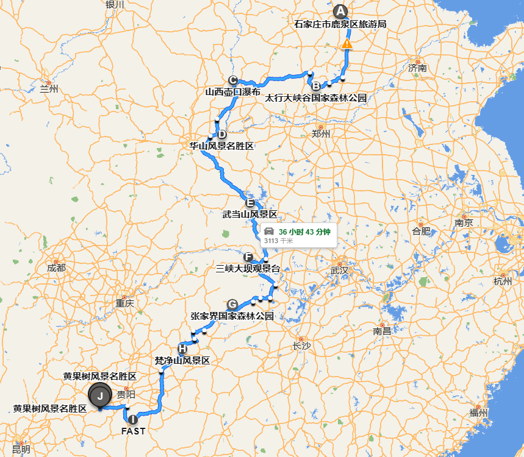 银川
A
石家庄市鹿泉区旅游局
济南
兰州
C
山西壶口瀑布
B
太行大峡谷国家森林公园
D
华山风景名胜区
郑州
E
武当山风景区
36 小时 43 分钟
3113 千米
南京
合肥
F
三峡大坝观景台
武汉
成都
杭州
重庆
G
张家界国家森林公园
南昌
长沙
H
梵净山风景区
黄果树风景名胜区
J
贵阳
黄果树风景名胜区
I
FAST
福州
昆明